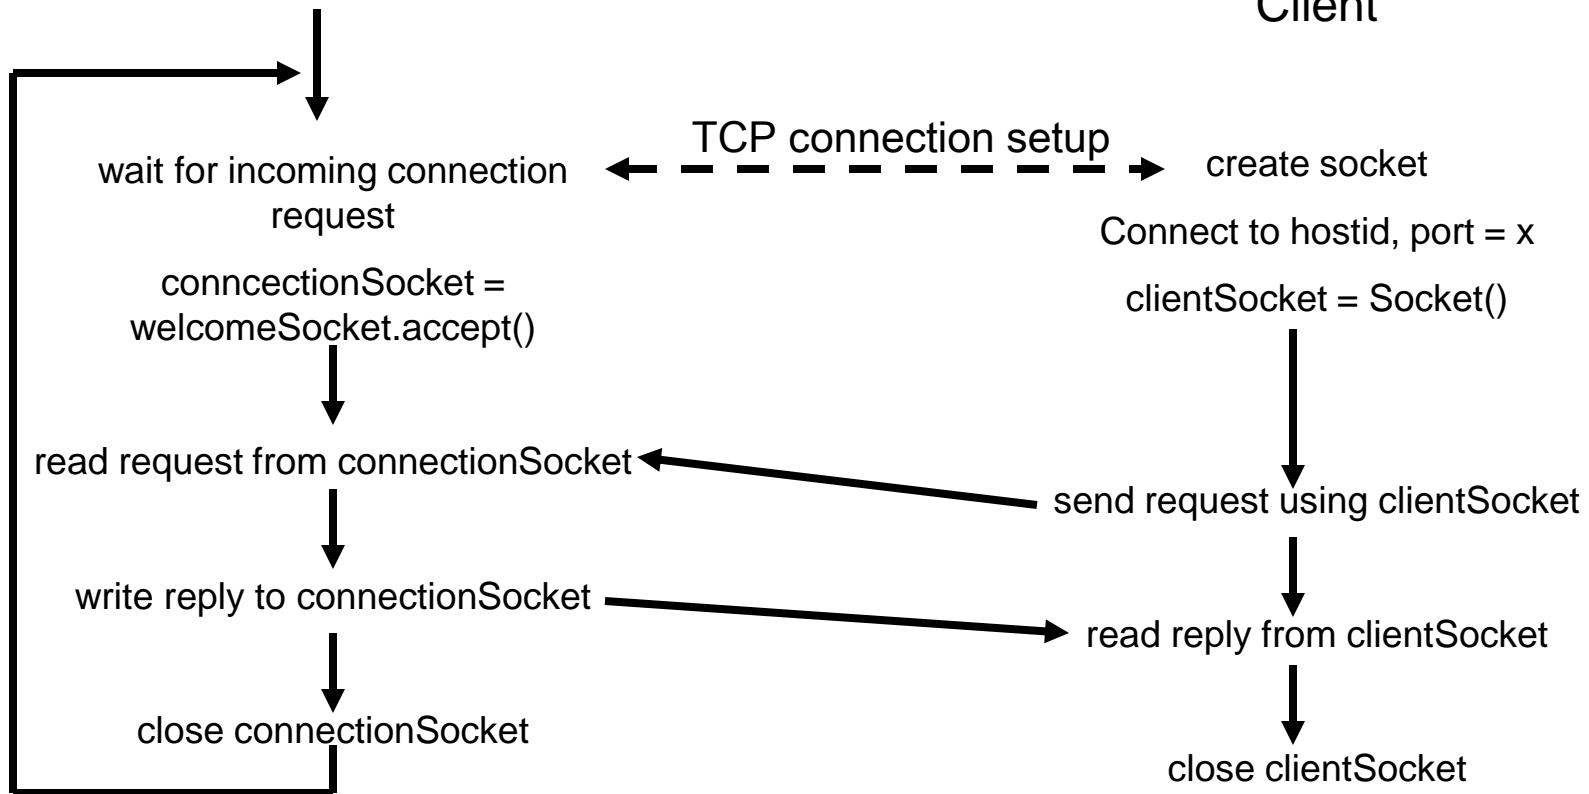 Client
TCP connection setup
wait for incoming connection
request
conncectionSocket =
welcomeSocket.accept()
read request from connectionSocket
write reply to connectionSocket
close connectionSocket
create socket
Connect to hostid, port = x
clientSocket = Socket()
send request using clientSocket
read reply from clientSocket
close clientSocket